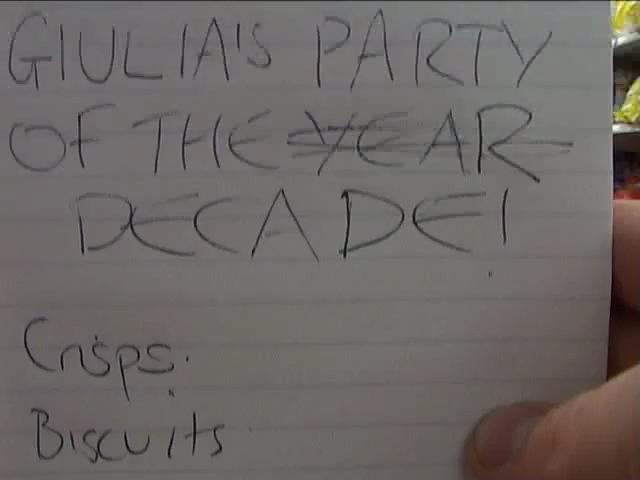 GIULIA'S PARTY
OF THE YEAR
DECADE!
Crisps.
Biscuits